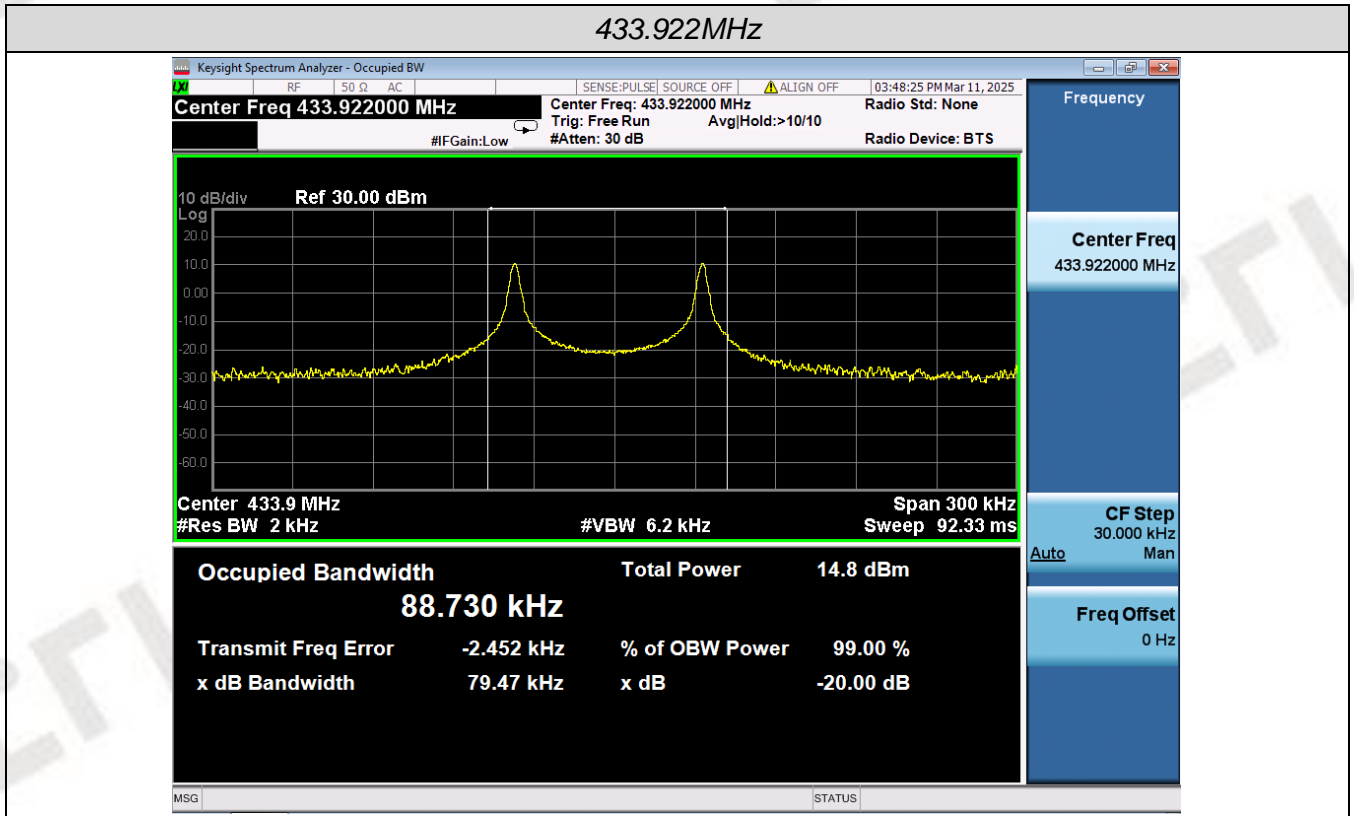 433.922MHz
Keysight Spectrum Analyzer - Occupied BW
LXI RF 50 Ω AC SENSE:PULSE SOURCE OFF ALIGN OFF 03:48:25 PM Mar 11, 2025
Center Freq 433.922000 MHz
Center Freq: 433.922000 MHz
Radio Std: None
Trig: Free Run Avg|Hold:>10/10
#IFGain:Low
#Atten: 30 dB
Radio Device: BTS
10 dB/div Ref 30.00 dBm
Log
20.0
10.0
0.00
-10.0
-20.0
-30.0
-40.0
-50.0
-60.0
Center 433.9 MHz Span 300 kHz
#Res BW 2 kHz #VBW 6.2 kHz Sweep 92.33 ms
Occupied Bandwidth Total Power 14.8 dBm
88.730 kHz
Transmit Freq Error -2.452 kHz % of OBW Power 99.00 %
x dB Bandwidth 79.47 kHz x dB -20.00 dB
Frequency
Center Freq
433.922000 MHz
CF Step
30.000 kHz
Auto Man
Freq Offset
0 Hz
MSG STATUS